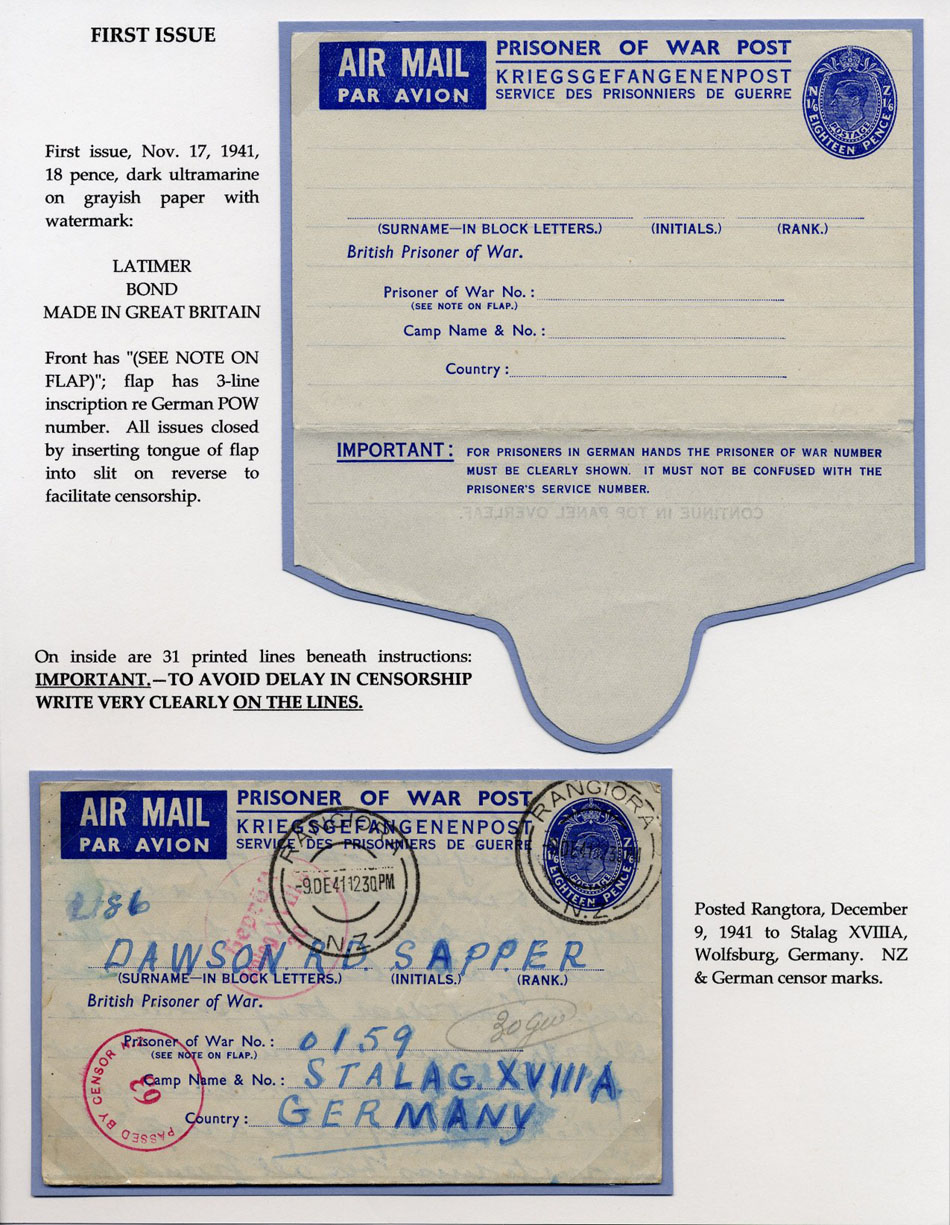 FIRST ISSUE
First issue, Nov. 17, 1941,
18 pence, dark ultramarine
on grayish paper with
watermark:
LATIMER
BOND
MADE IN GREAT BRITAIN
Front has "(SEE NOTE ON
FLAP)"; flap has 3-line
inscription re German POW
number. All issues closed
by inserting tongue of flap
into slit on reverse to
facilitate censorship.
AIR MAIL
PAR AVION
PRISONER OF WAR POST
KRIEGSGEFANGENENPOST
SERVICE DES PRISONNIERS DE GUERRE
N Z
1/6 1/6
POSTAGE
EIGHTEEN PENCE
(SURNAME—IN BLOCK LETTERS.) (INITIALS.) (RANK.)
British Prisoner of War.
Prisoner of War No. :
(SEE NOTE ON FLAP.)
Camp Name & No. :
Country :
IMPORTANT : FOR PRISONERS IN GERMAN HANDS THE PRISONER OF WAR NUMBER
MUST BE CLEARLY SHOWN. IT MUST NOT BE CONFUSED WITH THE
PRISONER'S SERVICE NUMBER.
CONTINUE IN TOP PANEL OVERLEAF.
On inside are 31 printed lines beneath instructions:
IMPORTANT.—TO AVOID DELAY IN CENSORSHIP
WRITE VERY CLEARLY ON THE LINES.
AIR MAIL
PAR AVION
PRISONER OF WAR POST
KRIEGSGEFANGENENPOST
SERVICE DES PRISONNIERS DE GUERRE
N Z
1/6 1/6
POSTAGE
EIGHTEEN PENCE
RANGIORA
N.Z
RANGIORA
-9DE41 1230PM
N.Z
Geprüft
DAWSON R.D. SAPPER
(SURNAME—IN BLOCK LETTERS.) (INITIALS.) (RANK.)
British Prisoner of War.
Prisoner of War No. : 0159
(SEE NOTE ON FLAP.)
Camp Name & No. : STALAG. XVIIIA
Country : GERMANY
PASSED BY CENSOR N.Z.
Posted Rangtora, December
9, 1941 to Stalag XVIIIA,
Wolfsburg, Germany. NZ
& German censor marks.